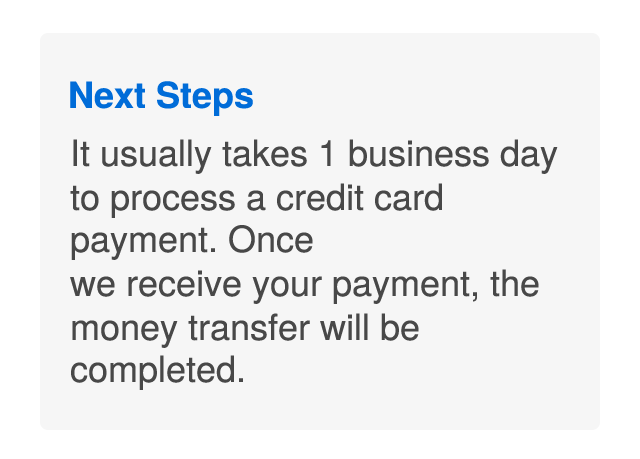 Next Steps
It usually takes 1 business day
to process a credit card
payment. Once
we receive your payment, the
money transfer will be
completed.